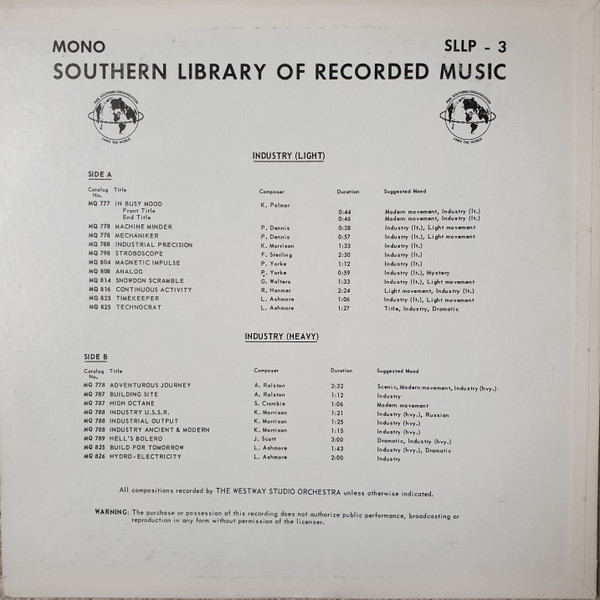 MONO SLLP - 3
SOUTHERN LIBRARY OF RECORDED MUSIC
THE SOUTHERN ORGANISATION
LINKS THE WORLD
THE SOUTHERN ORGANISATION
LINKS THE WORLD
INDUSTRY (LIGHT)
SIDE A
Catalog No. Title Composer Duration Suggested Mood
MQ 777 IN BUSY MOOD K. Palmer
Front Title 0:44 Modern movement, Industry (lt.)
End Title 0:46 Modern movement, Industry (lt.)
MQ 778 MACHINE MINDER P. Dennis 0:38 Industry (lt.), Light movement
MQ 778 MECHANIKER P. Dennis 0:57 Industry (lt.), Light movement
MQ 788 INDUSTRIAL PRECISION K. Morrison 1:33 Industry (lt.)
MQ 798 STROBOSCOPE F. Sterling 2:30 Industry (lt.)
MQ 804 MAGNETIC IMPULSE P. Yorke 1:12 Industry (lt.)
MQ 808 ANALOG P. Yorke 0:59 Industry (lt.), Mystery
MQ 814 SNOWDON SCRAMBLE G. Walters 1:33 Industry (lt.), Light movement
MQ 816 CONTINUOUS ACTIVITY R. Hanmer 2:24 Light movement, Industry (lt.)
MQ 825 TIMEKEEPER L. Ashmore 1:06 Industry (lt.), Light movement
MQ 825 TECHNOCRAT L. Ashmore 1:27 Title, Industry, Dramatic
INDUSTRY (HEAVY)
SIDE B
Catalog No. Title Composer Duration Suggested Mood
MQ 778 ADVENTUROUS JOURNEY A. Ralston 2:32 Scenic, Modern movement, Industry (hvy.)
MQ 787 BUILDING SITE A. Ralston 1:12 Industry
MQ 787 HIGH OCTANE S. Crombie 1:06 Modern movement
MQ 788 INDUSTRY U.S.S.R. K. Morrison 1:21 Industry (hvy.), Russian
MQ 788 INDUSTRIAL OUTPUT K. Morrison 1:25 Industry (hvy.)
MQ 788 INDUSTRY ANCIENT & MODERN K. Morrison 1:15 Industry (hvy.)
MQ 789 HELL'S BOLERO J. Scott 3:00 Dramatic, Industry (hvy.)
MQ 825 BUILD FOR TOMORROW L. Ashmore 1:43 Industry (hvy.), Dramatic
MQ 826 HYDRO-ELECTRICITY L. Ashmore 2:00 Industry
All compositions recorded by THE WESTWAY STUDIO ORCHESTRA unless otherwise indicated.
WARNING: The purchase or possession of this recording does not authorize public performance, broadcasting or
reproduction in any form without permission of the licenser.